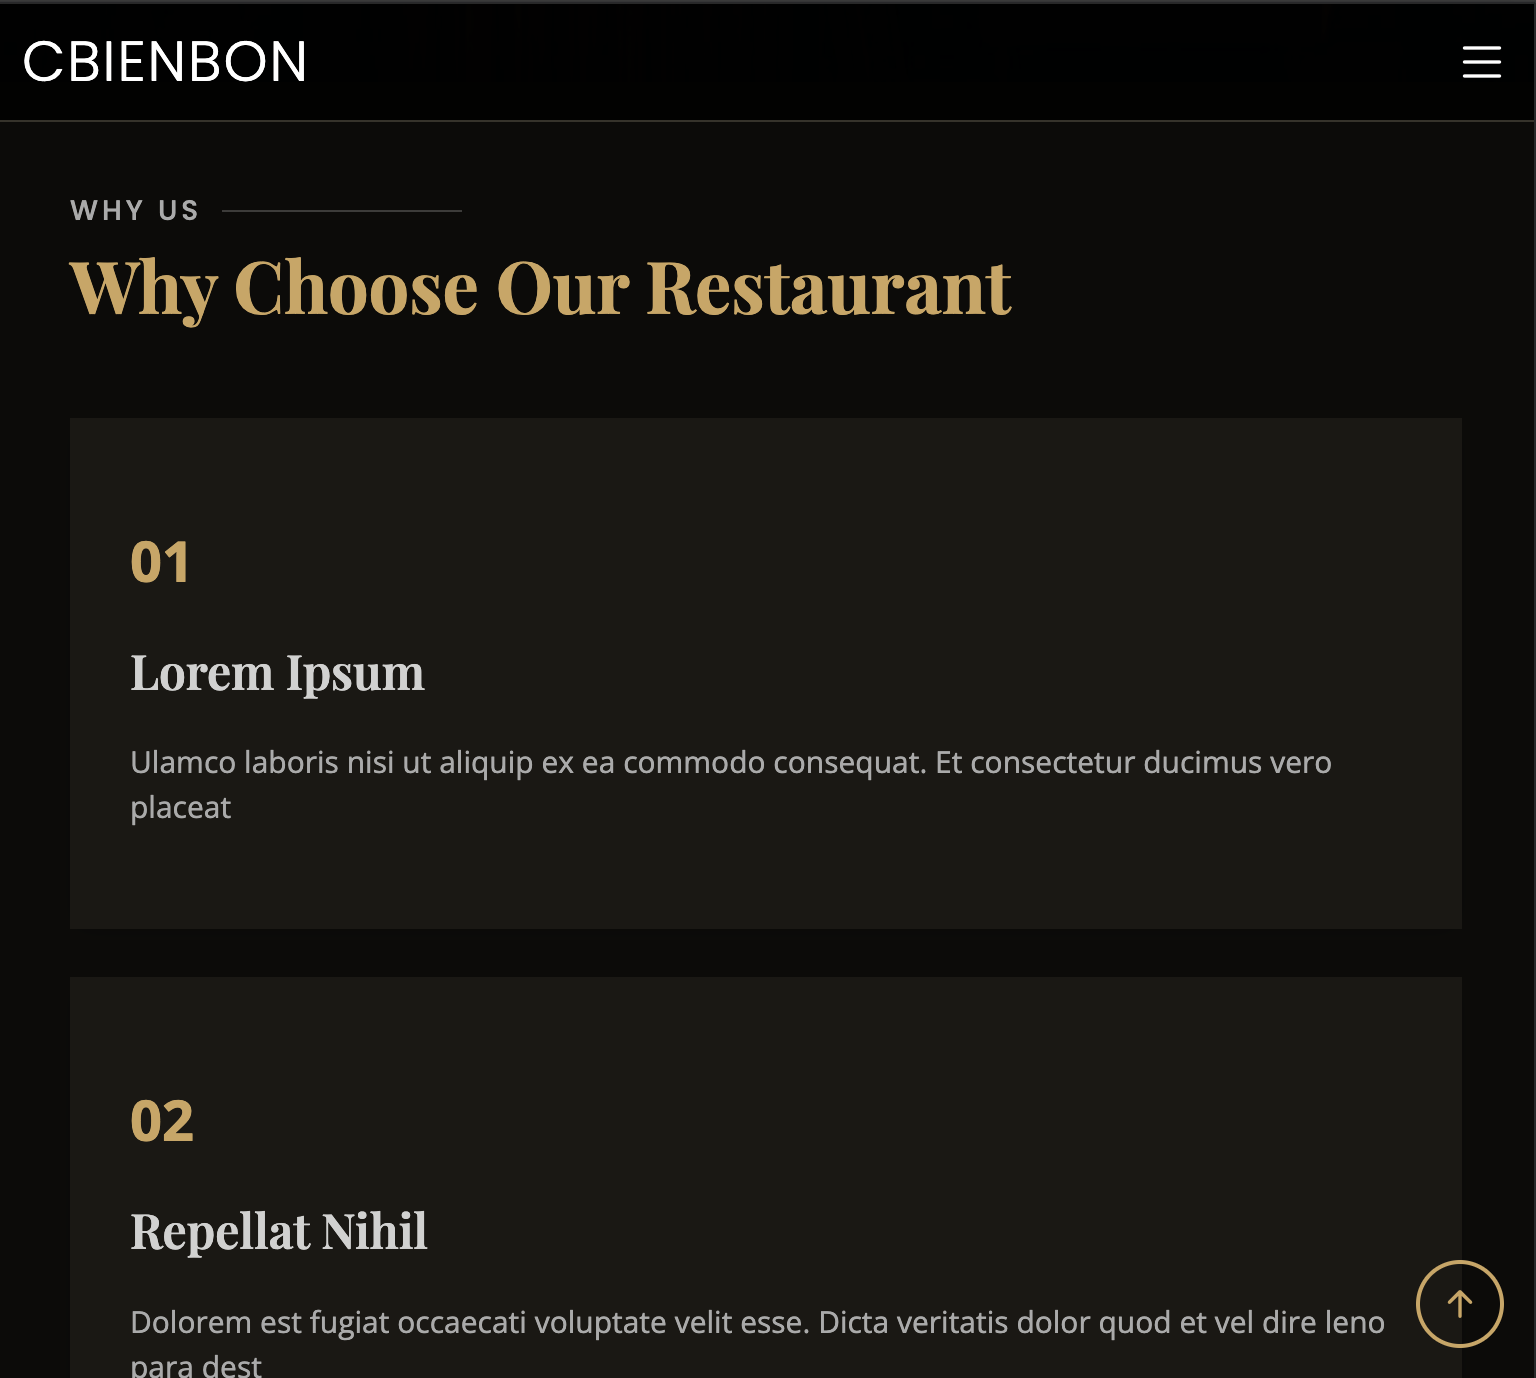 CBIENBON
WHY US
Why Choose Our Restaurant
01
Lorem Ipsum
Ulamco laboris nisi ut aliquip ex ea commodo consequat. Et consectetur ducimus vero
placeat
02
Repellat Nihil
Dolorem est fugiat occaecati voluptate velit esse. Dicta veritatis dolor quod et vel dire leno
para dest